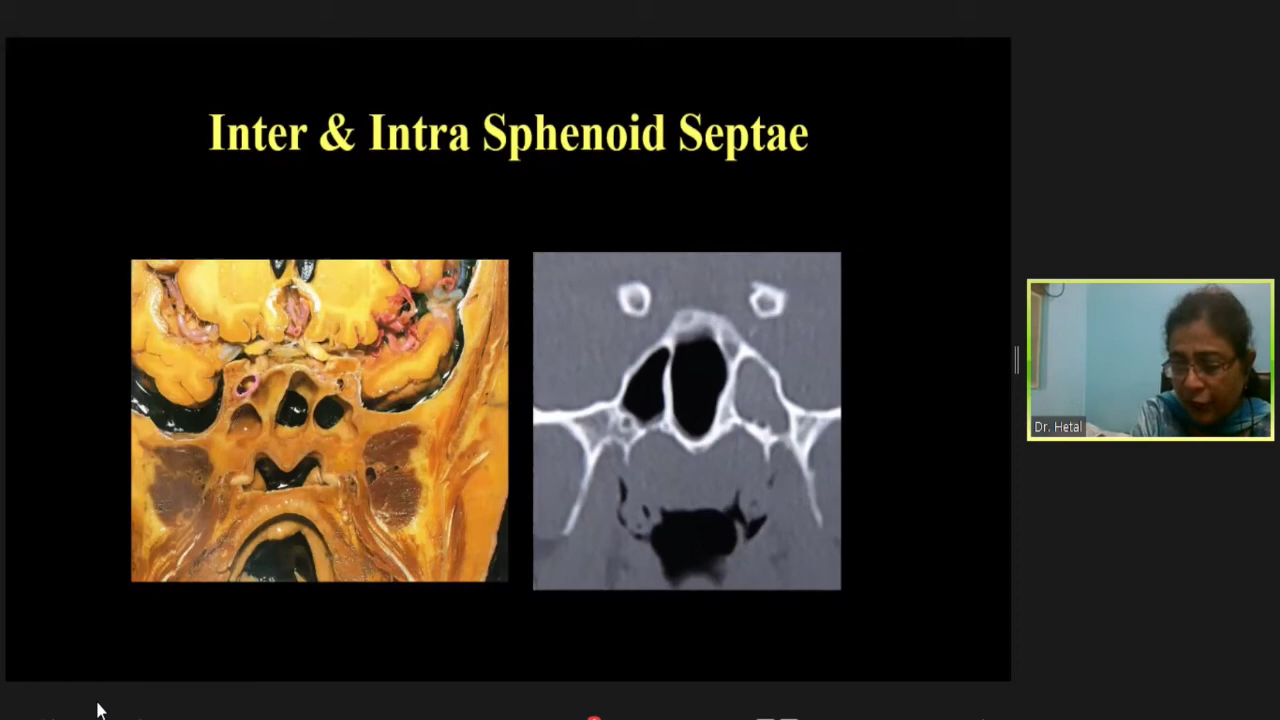 Inter & Intra Sphenoid Septae
Dr. Hetal